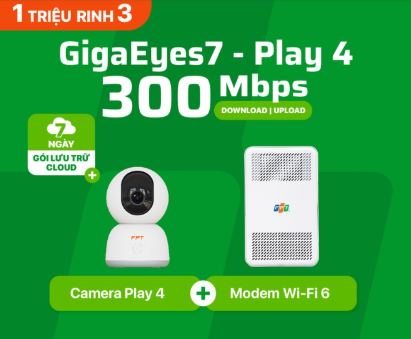 1 TRIỆU RINH 3
GigaEyes7 - Play 4
300 Mbps
DOWNLOAD | UPLOAD
7
NGÀY
GÓI LƯU TRỮ
CLOUD
+
FPT
FPT
Camera Play 4 + Modem Wi-Fi 6